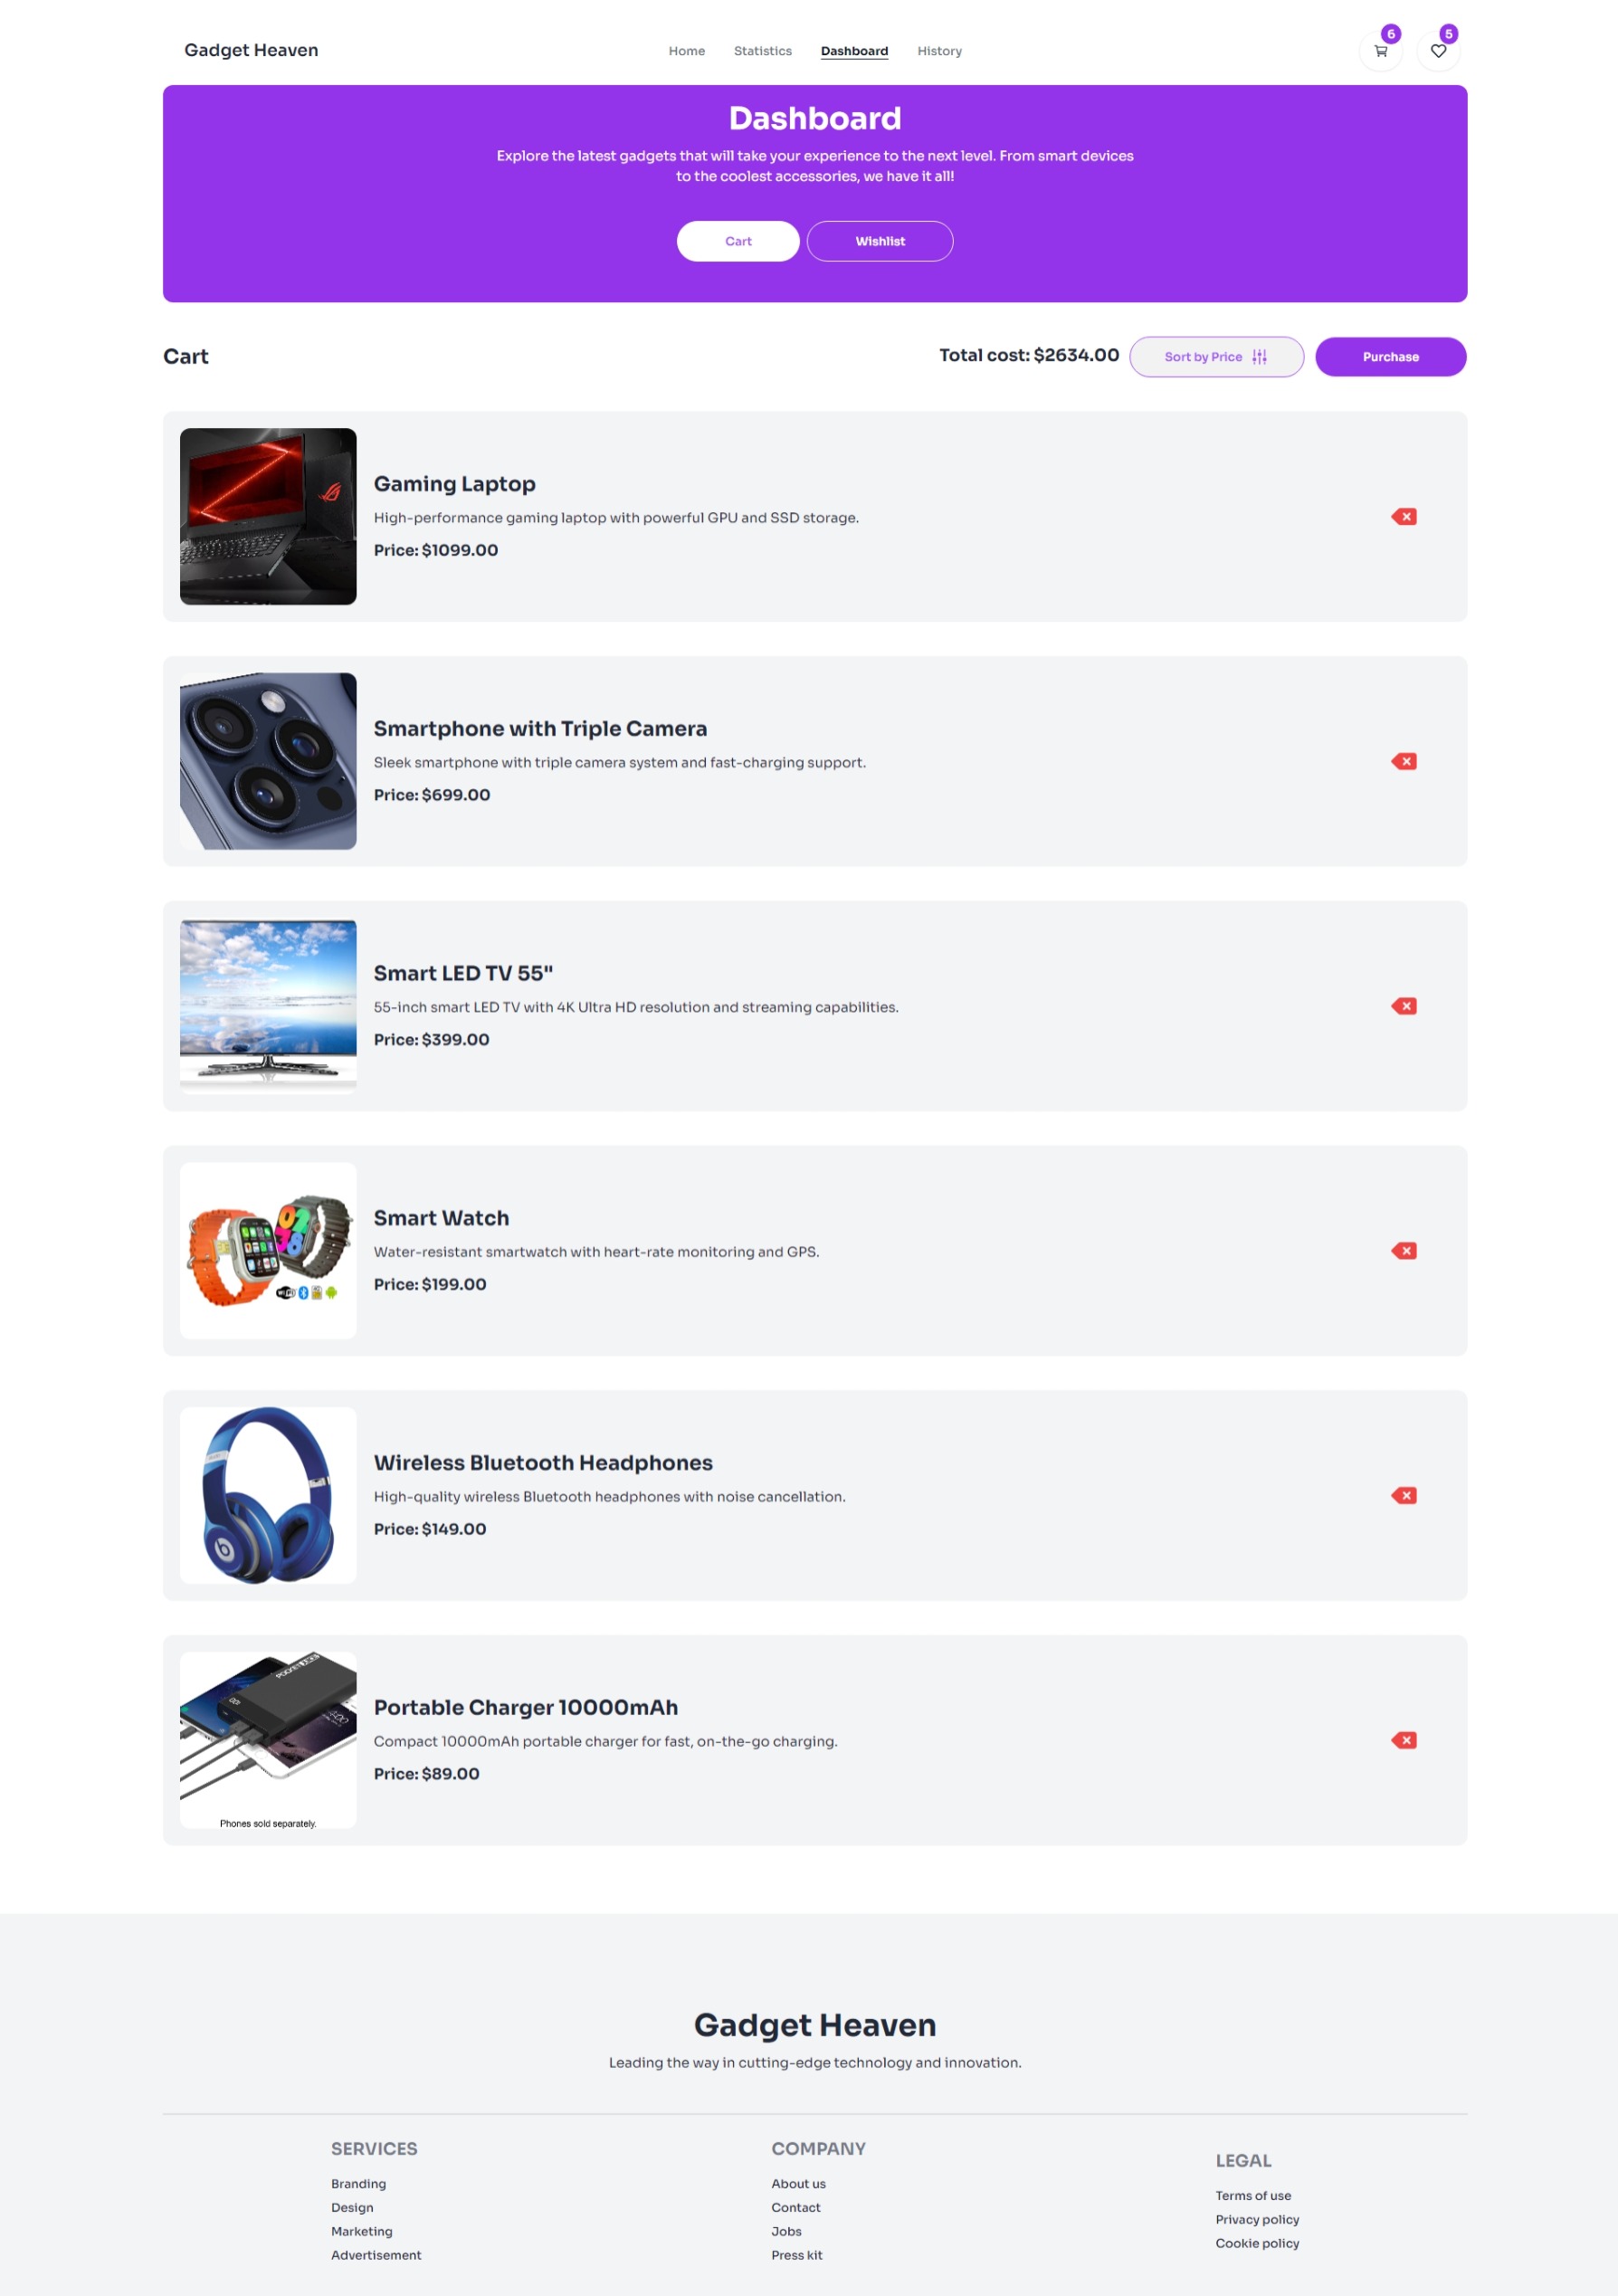 Gadget Heaven
Home
Statistics
Dashboard
History
6
5
Dashboard
Explore the latest gadgets that will take your experience to the next level. From smart devices
to the coolest accessories, we have it all!
Cart
Wishlist
Cart
Total cost: $2634.00
Sort by Price
Purchase
Gaming Laptop
High-performance gaming laptop with powerful GPU and SSD storage.
Price: $1099.00
Smartphone with Triple Camera
Sleek smartphone with triple camera system and fast-charging support.
Price: $699.00
Smart LED TV 55"
55-inch smart LED TV with 4K Ultra HD resolution and streaming capabilities.
Price: $399.00
Smart Watch
Water-resistant smartwatch with heart-rate monitoring and GPS.
Price: $199.00
Wireless Bluetooth Headphones
High-quality wireless Bluetooth headphones with noise cancellation.
Price: $149.00
Portable Charger 10000mAh
Compact 10000mAh portable charger for fast, on-the-go charging.
Price: $89.00
Phones sold separately.
Gadget Heaven
Leading the way in cutting-edge technology and innovation.
SERVICES
Branding
Design
Marketing
Advertisement
COMPANY
About us
Contact
Jobs
Press kit
LEGAL
Terms of use
Privacy policy
Cookie policy